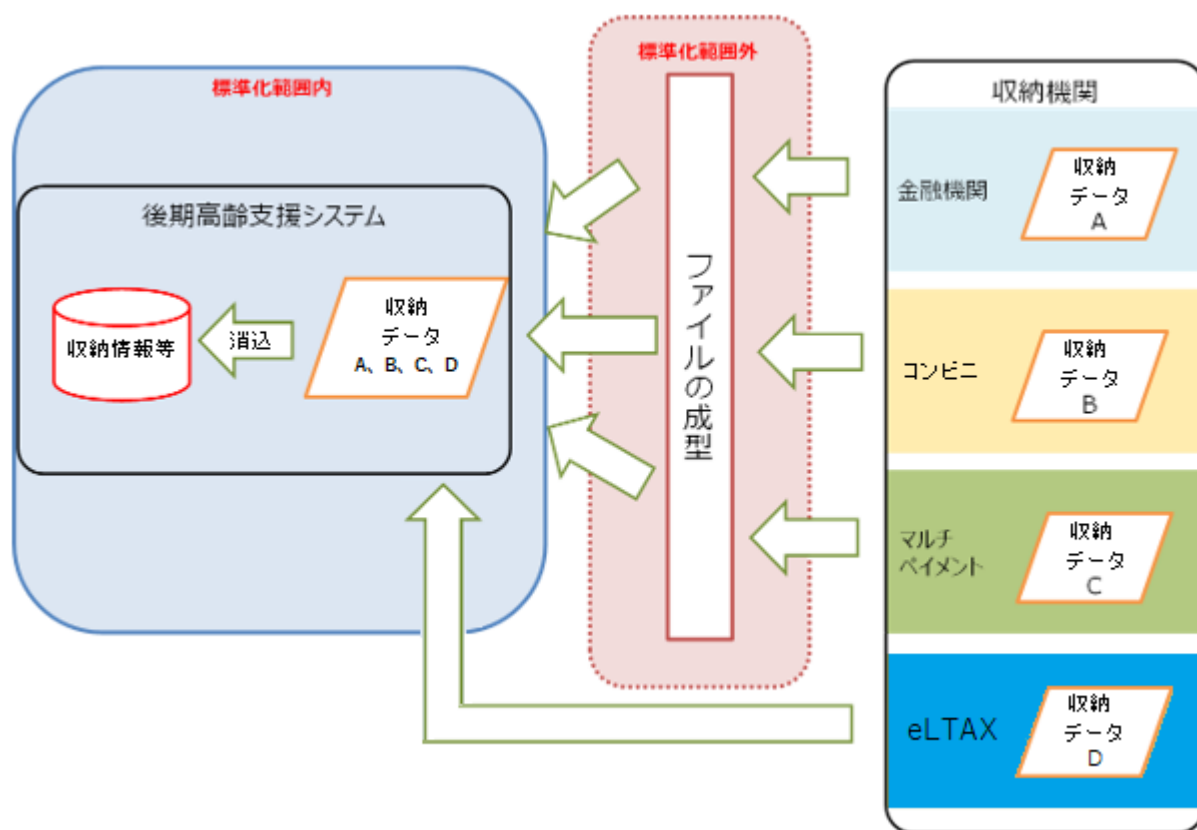 標準化範囲内
後期高齢支援システム
収納情報等
消込
収納
データ
A、B、C、D
標準化範囲外
ファイルの成型
収納機関
金融機関
収納
データ
A
コンビニ
収納
データ
B
マルチ
ペイメント
収納
データ
C
eLTAX
収納
データ
D